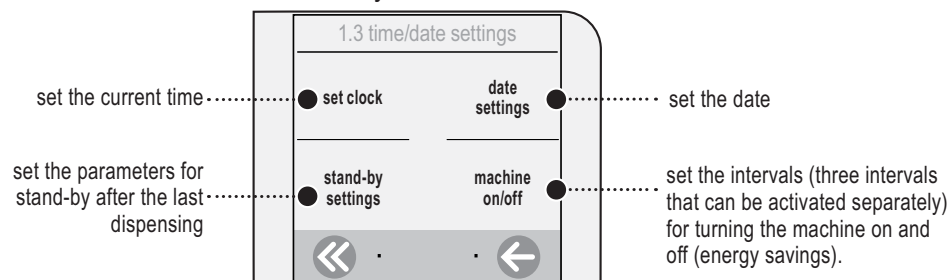 1.3 time/date settings
set the current time
set clock
date
settings
set the date
set the parameters for
stand-by after the last
dispensing
stand-by
settings
machine
on/off
set the intervals (three intervals
that can be activated separately)
for turning the machine on and
off (energy savings).